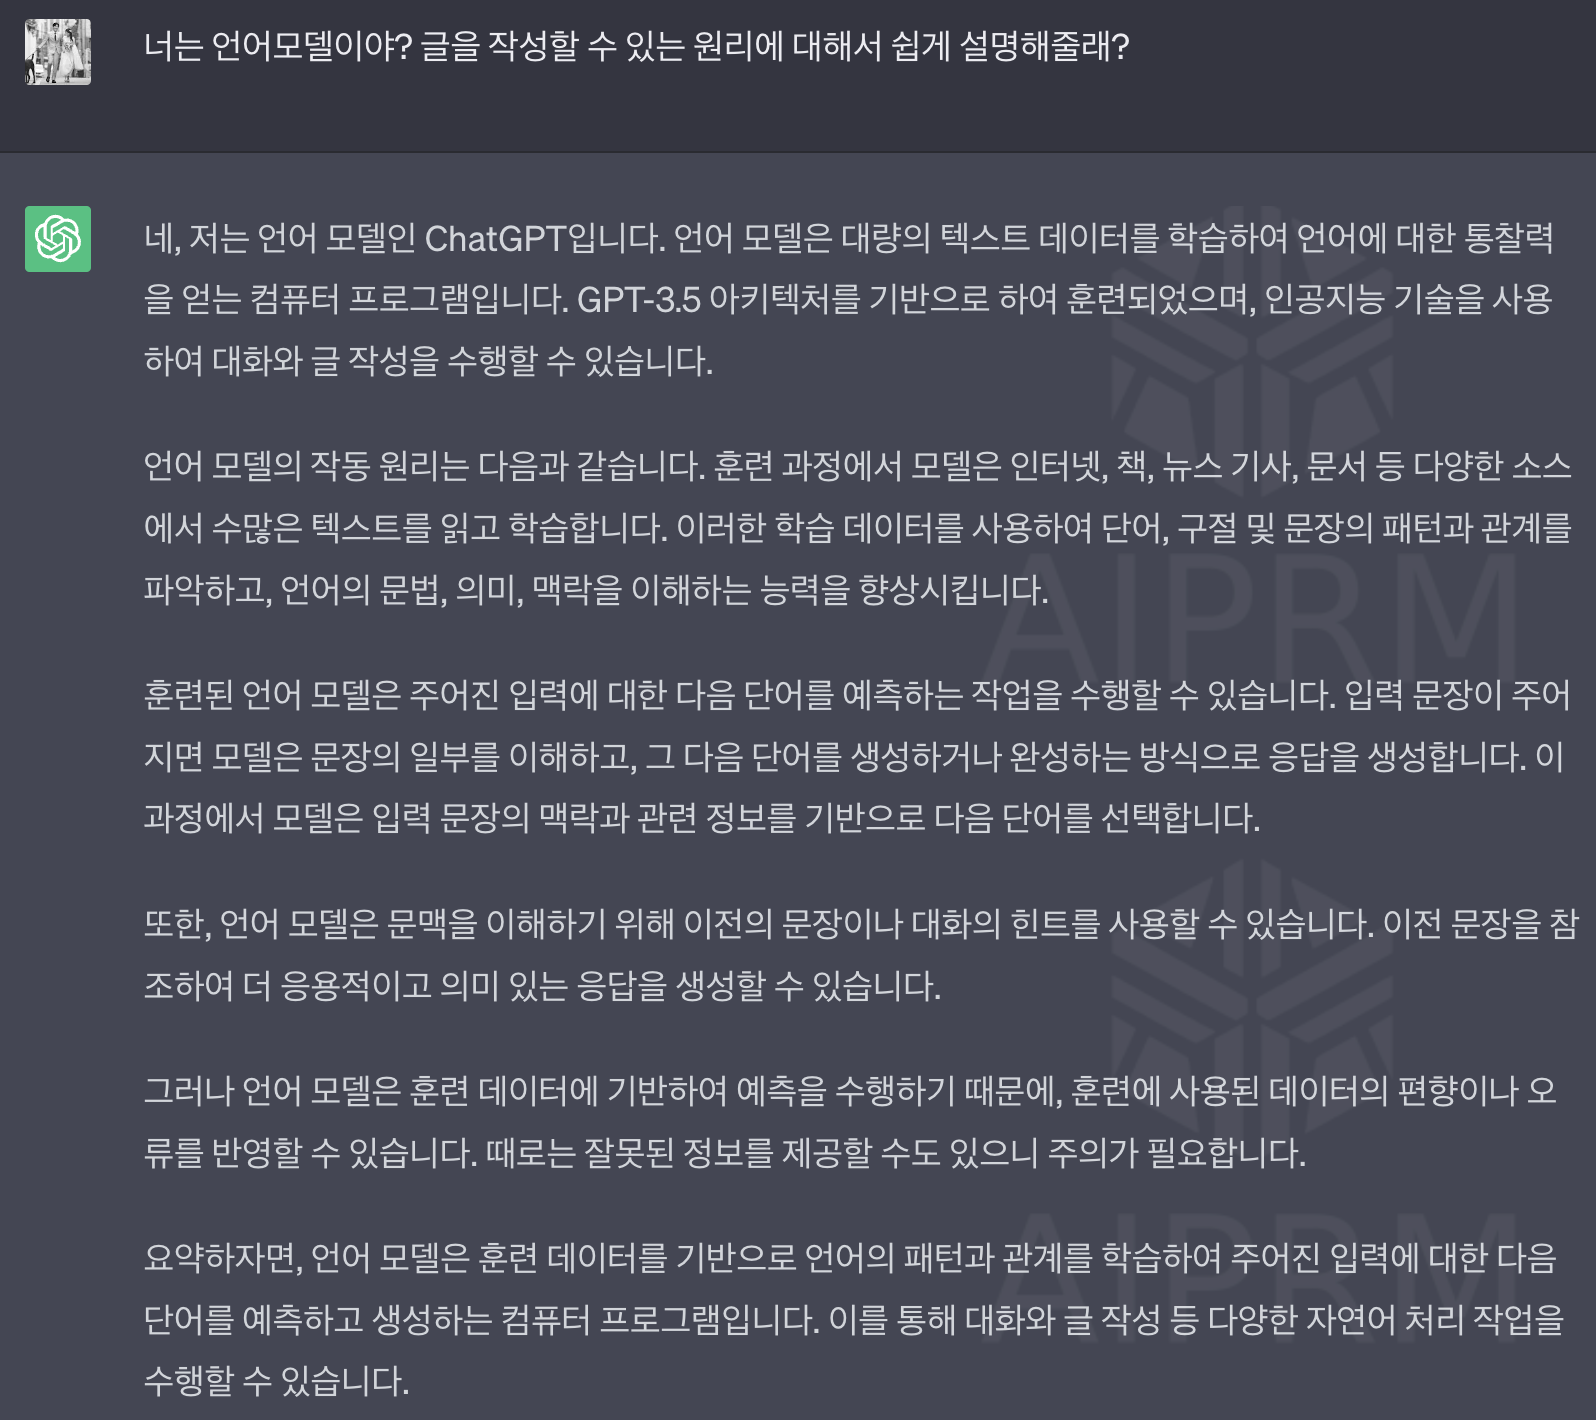 너는 언어모델이야? 글을 작성할 수 있는 원리에 대해서 쉽게 설명해줄래?
네, 저는 언어 모델인 ChatGPT입니다. 언어 모델은 대량의 텍스트 데이터를 학습하여 언어에 대한 통찰력
을 얻는 컴퓨터 프로그램입니다. GPT-3.5 아키텍처를 기반으로 하여 훈련되었으며, 인공지능 기술을 사용
하여 대화와 글 작성을 수행할 수 있습니다.
언어 모델의 작동 원리는 다음과 같습니다. 훈련 과정에서 모델은 인터넷, 책, 뉴스 기사, 문서 등 다양한 소스
에서 수많은 텍스트를 읽고 학습합니다. 이러한 학습 데이터를 사용하여 단어, 구절 및 문장의 패턴과 관계를
파악하고, 언어의 문법, 의미, 맥락을 이해하는 능력을 향상시킵니다.
AIPRM
훈련된 언어 모델은 주어진 입력에 대한 다음 단어를 예측하는 작업을 수행할 수 있습니다. 입력 문장이 주어
지면 모델은 문장의 일부를 이해하고, 그 다음 단어를 생성하거나 완성하는 방식으로 응답을 생성합니다. 이
과정에서 모델은 입력 문장의 맥락과 관련 정보를 기반으로 다음 단어를 선택합니다.
또한, 언어 모델은 문맥을 이해하기 위해 이전의 문장이나 대화의 힌트를 사용할 수 있습니다. 이전 문장을 참
조하여 더 응용적이고 의미 있는 응답을 생성할 수 있습니다.
그러나 언어 모델은 훈련 데이터에 기반하여 예측을 수행하기 때문에, 훈련에 사용된 데이터의 편향이나 오
류를 반영할 수 있습니다. 때로는 잘못된 정보를 제공할 수도 있으니 주의가 필요합니다.
요약하자면, 언어 모델은 훈련 데이터를 기반으로 언어의 패턴과 관계를 학습하여 주어진 입력에 대한 다음
AIPRM
단어를 예측하고 생성하는 컴퓨터 프로그램입니다. 이를 통해 대화와 글 작성 등 다양한 자연어 처리 작업을
수행할 수 있습니다.